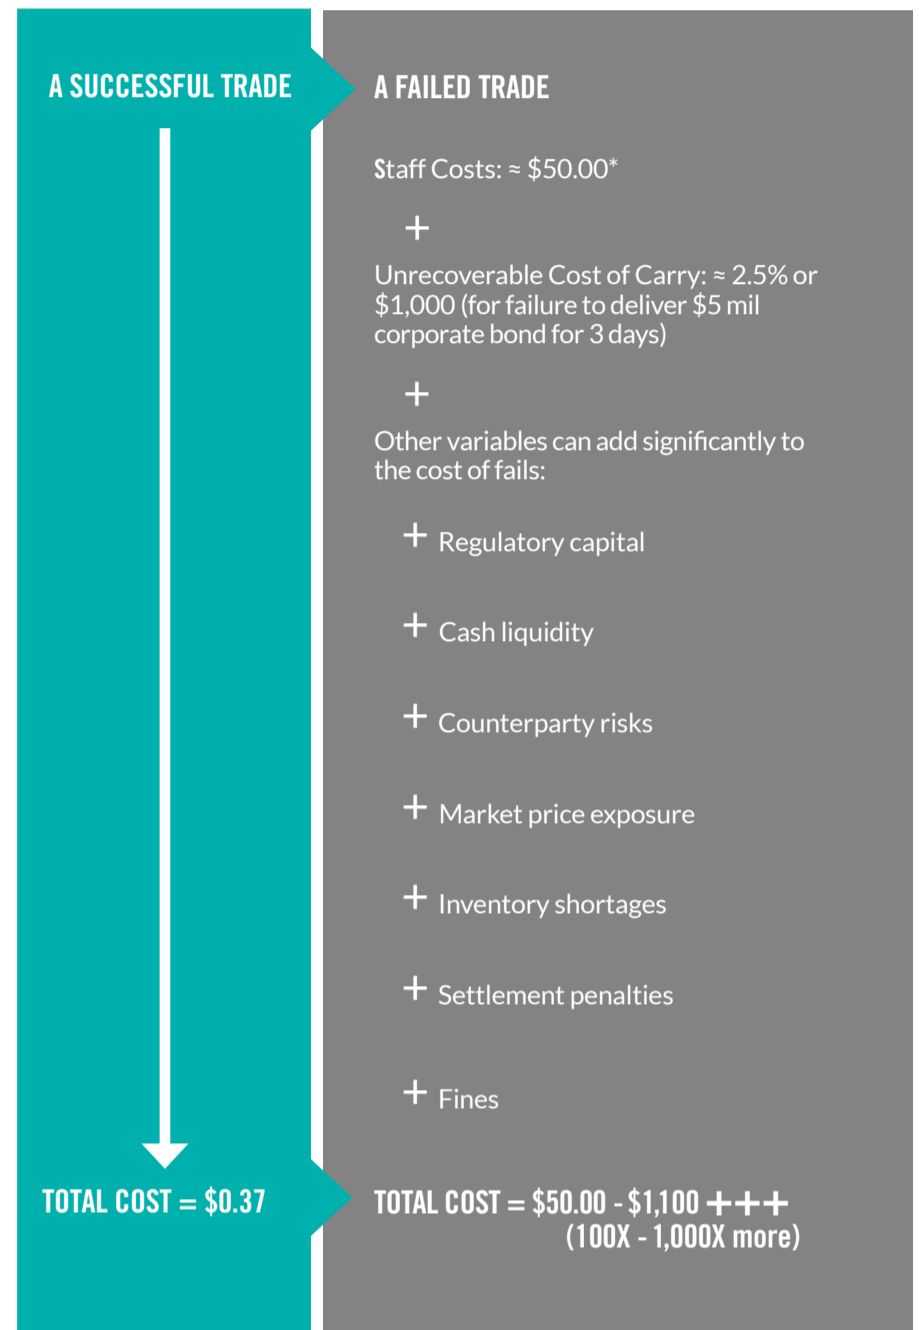 A SUCCESSFUL TRADE
TOTAL COST = $0.37
A FAILED TRADE
Staff Costs: ≈ $50.00*
+
Unrecoverable Cost of Carry: ≈ 2.5% or
$1,000 (for failure to deliver $5 mil
corporate bond for 3 days)
+
Other variables can add significantly to
the cost of fails:
+ Regulatory capital
+ Cash liquidity
+ Counterparty risks
+ Market price exposure
+ Inventory shortages
+ Settlement penalties
+ Fines
TOTAL COST = $50.00 - $1,100 +++
(100X - 1,000X more)